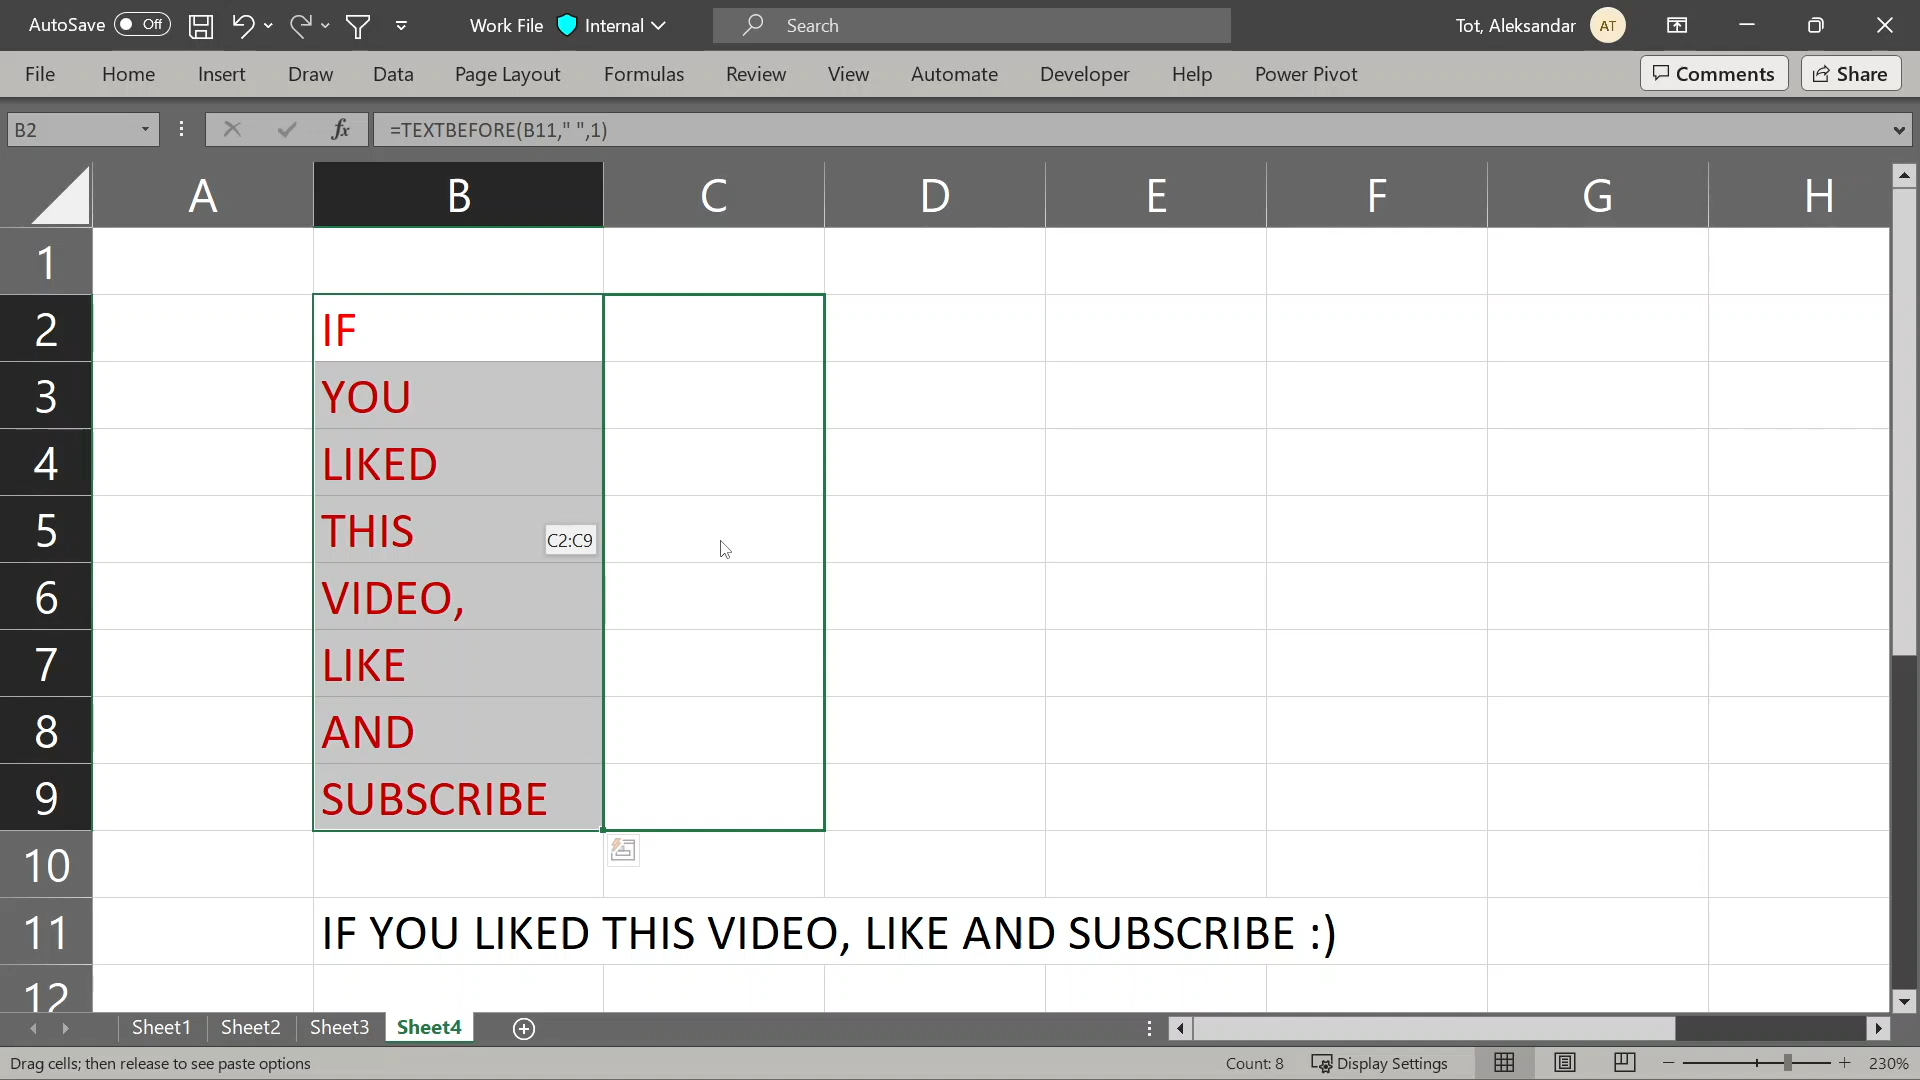 AutoSave Off Work File Internal Search Tot, Aleksandar AT
File Home Insert Draw Data Page Layout Formulas Review View Automate Developer Help Power Pivot Comments Share
B2 fx =TEXTBEFORE(B11," ",1)
A B C D E F G H
1
2 IF
3 YOU
4 LIKED
5 THIS C2:C9
6 VIDEO,
7 LIKE
8 AND
9 SUBSCRIBE
10
11 IF YOU LIKED THIS VIDEO, LIKE AND SUBSCRIBE :)
12
Sheet1 Sheet2 Sheet3 Sheet4
Drag cells; then release to see paste options Count: 8 Display Settings 230%